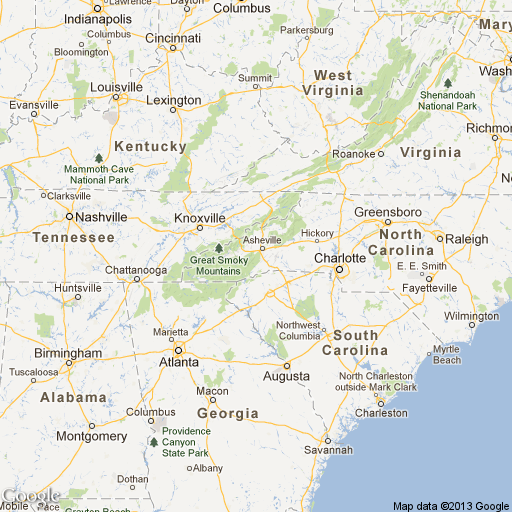 Lawrence
Dayton
Columbus
Indianapolis
Columbus
Cincinnati
Bloomington
Parkersburg
Mary
Wash
Summit
West
Virginia
Louisville
Evansville
Lexington
Shenandoah
National Park
Richmond
Kentucky
Roanoke
Virginia
Mammoth Cave
National Park
Clarksville
Nashville
Knoxville
Greensboro
Tennessee
Asheville
Hickory
North
Carolina
Raleigh
Great Smoky
Mountains
Charlotte
E. E. Smith
Chattanooga
Fayetteville
Huntsville
Wilmington
Marietta
Northwest
Columbia
South
Carolina
Atlanta
Birmingham
Myrtle
Beach
Tuscaloosa
Augusta
North Charleston
outside Mark Clark
Alabama
Macon
Charleston
Columbus
Georgia
Montgomery
Providence
Canyon
State Park
Savannah
Albany
Dothan
Google
Mobile
Pace
Map data ©2013 Google